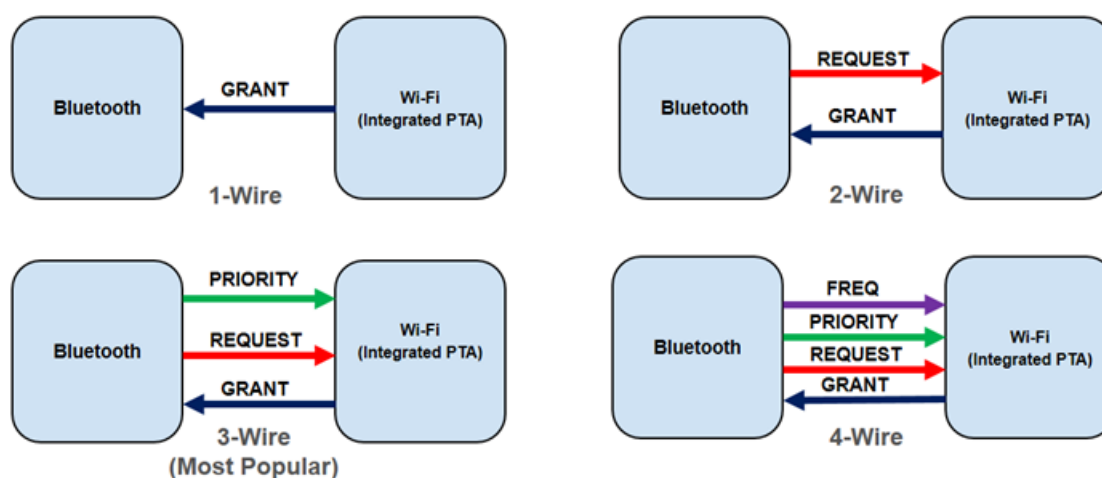 GRANT
Bluetooth
Wi-Fi
(Integrated PTA)
1-Wire
REQUEST
GRANT
Bluetooth
Wi-Fi
(Integrated PTA)
2-Wire
PRIORITY
REQUEST
GRANT
Bluetooth
Wi-Fi
(Integrated PTA)
3-Wire
(Most Popular)
FREQ
PRIORITY
REQUEST
GRANT
Bluetooth
Wi-Fi
(Integrated PTA)
4-Wire